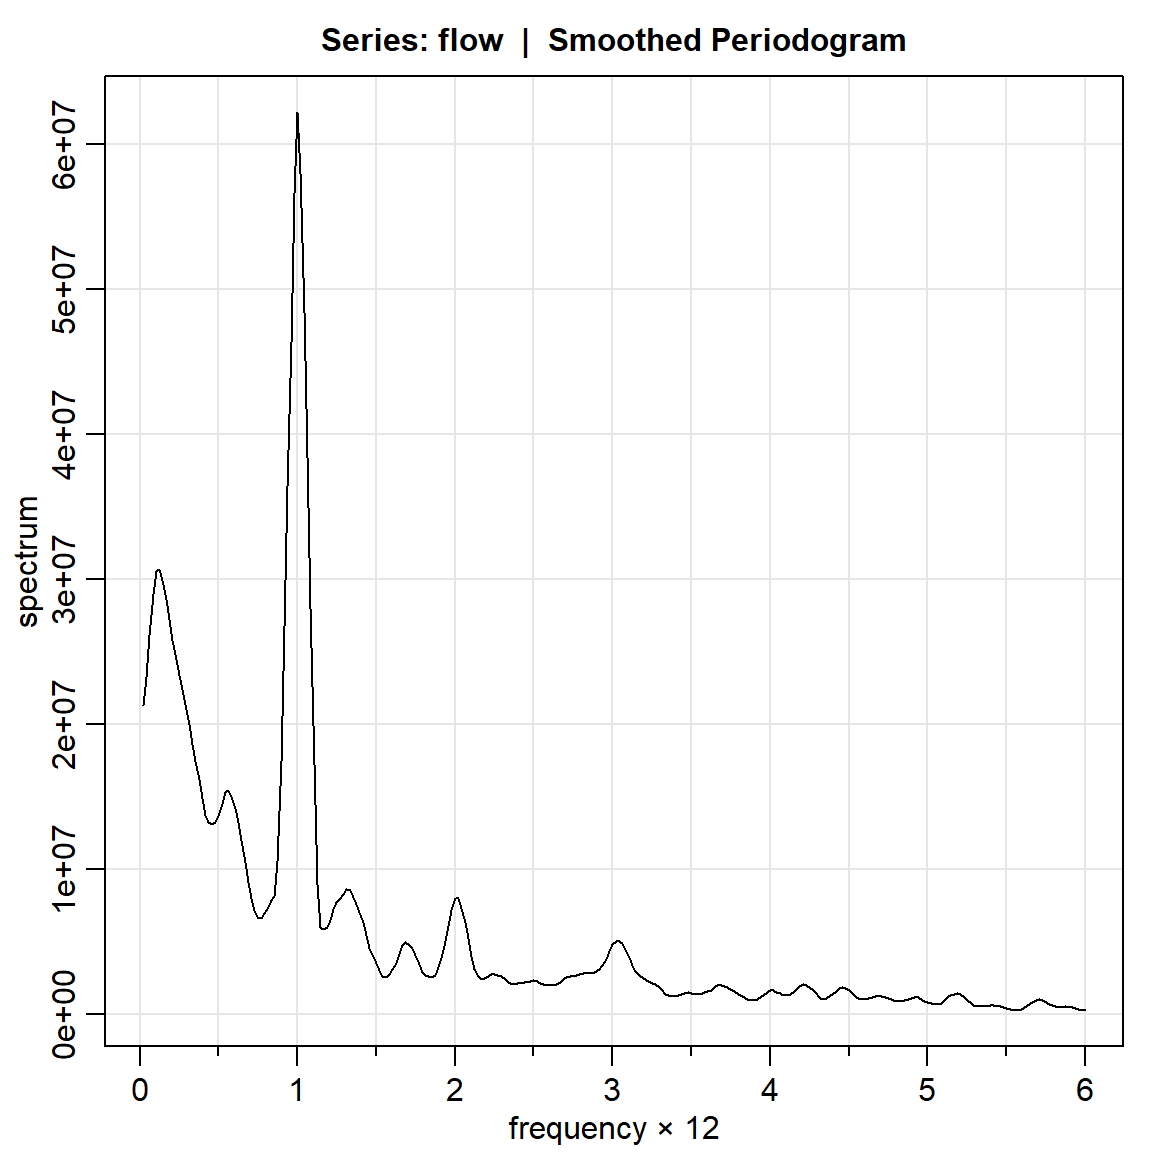 Series: flow | Smoothed Periodogram
spectrum
6e+07
5e+07
4e+07
3e+07
2e+07
1e+07
0e+00
0 1 2 3 4 5 6
frequency × 12